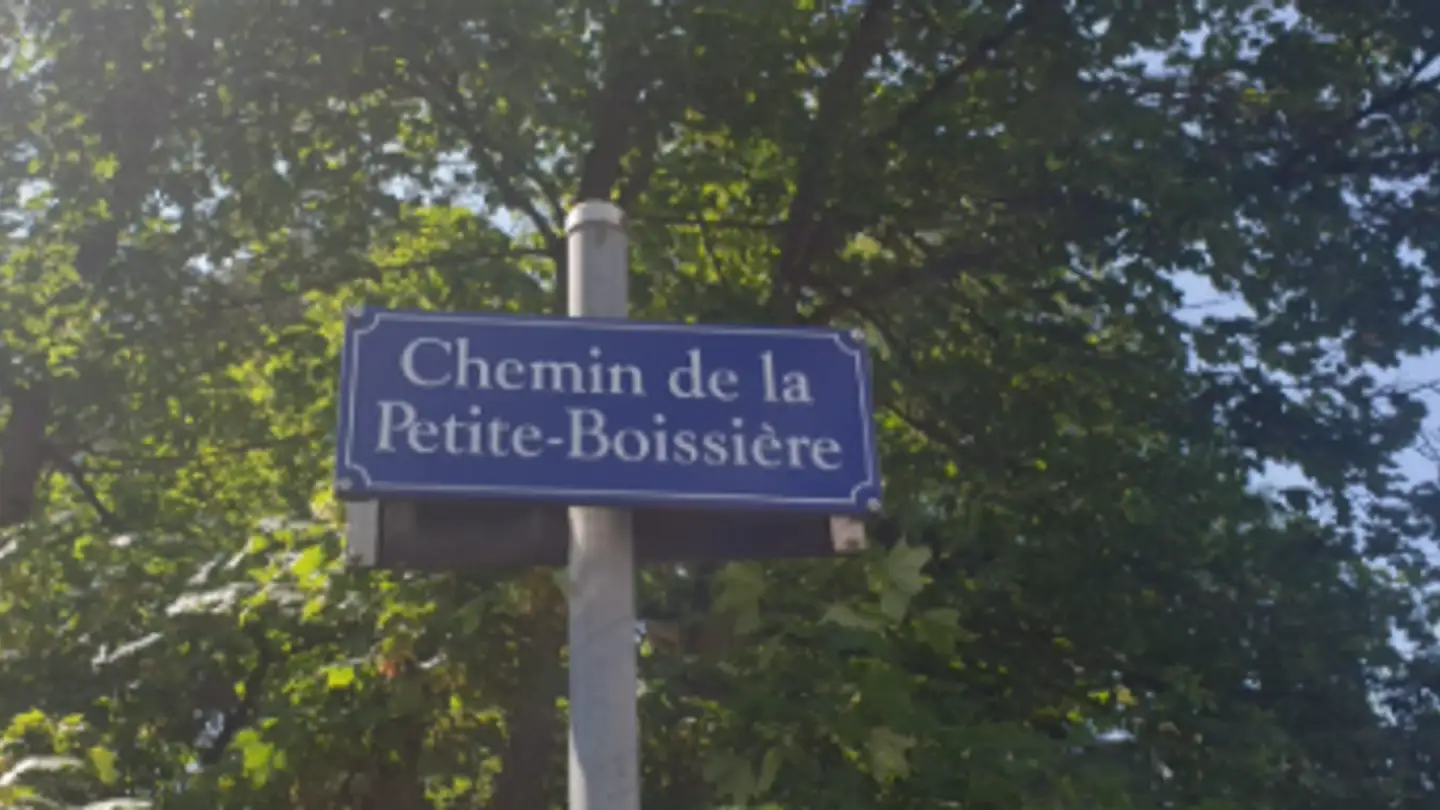 Chemin de la
Petite-Boissière